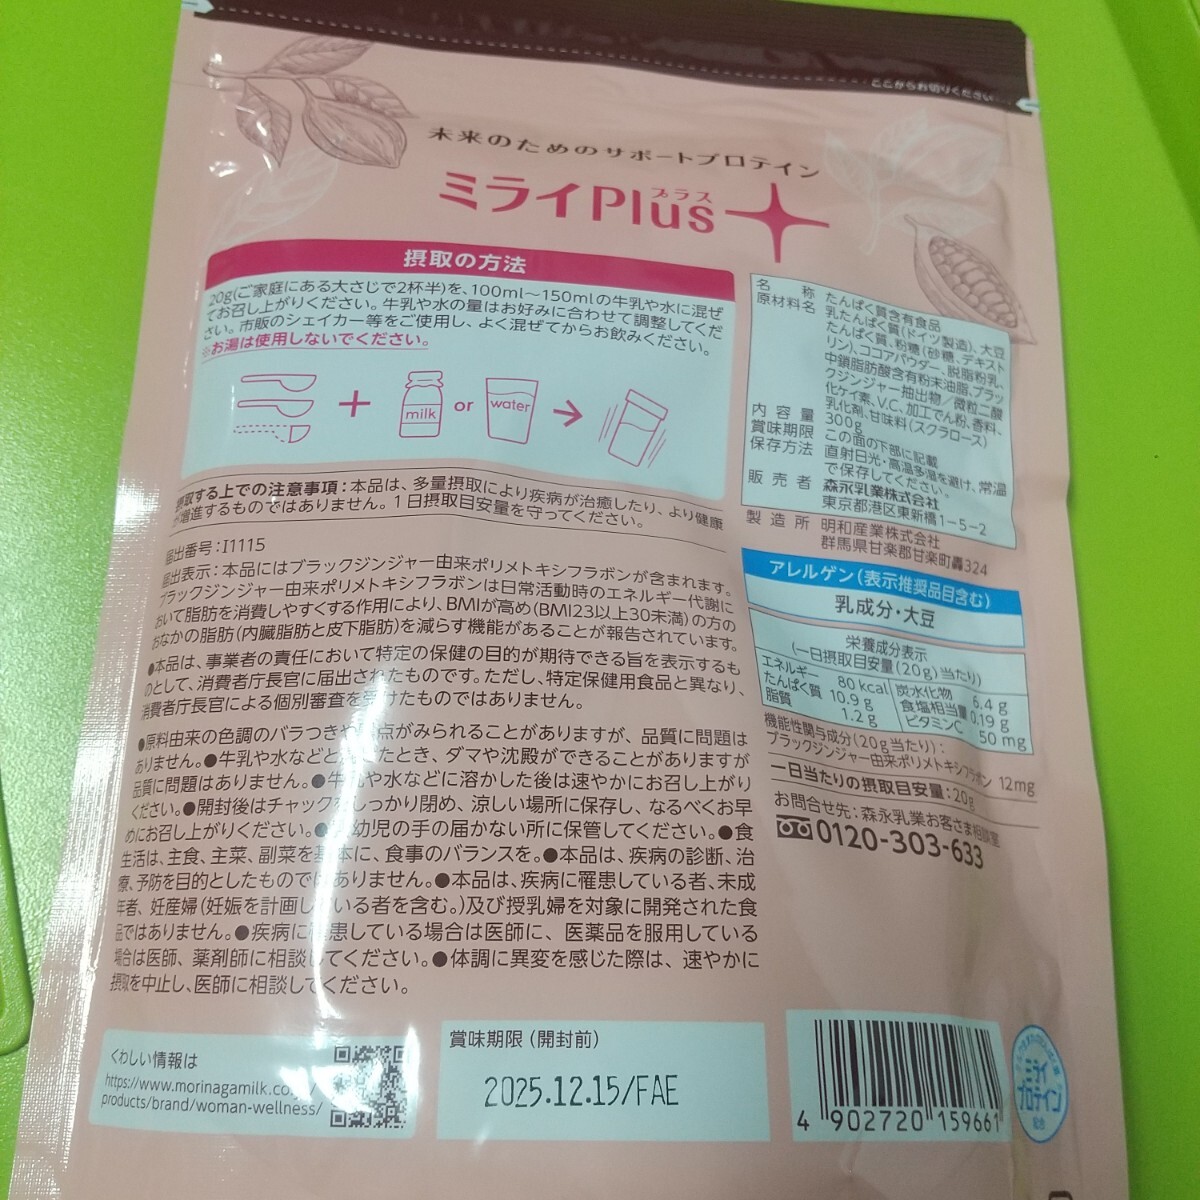 ここからお切りください
未来のためのサポートプロテイン
ミライPlus
プラス
摂取の方法
20g(ご家庭にある大さじで2杯半)を、100ml〜150mlの牛乳や水に混ぜ
てお召し上がりください。牛乳や水の量はお好みに合わせて調整してくだ
さい。市販のシェイカー等をご使用し、よく混ぜてからお飲みください。
※お湯は使用しないでください。
milk or water
摂取する上での注意事項：本品は、多量摂取により疾病が治癒したり、より健康
が増進するものではありません。1日摂取目安量を守ってください。
届出番号：I1115
届出表示：本品にはブラックジンジャー由来ポリメトキシフラボンが含まれます。
ブラックジンジャー由来ポリメトキシフラボンは日常活動時のエネルギー代謝に
おいて脂肪を消費しやすくする作用により、BMIが高め(BMI23以上30未満)の方の
おなかの脂肪(内臓脂肪と皮下脂肪)を減らす機能があることが報告されています。
●本品は、事業者の責任において特定の保健の目的が期待できる旨を表示するも
のとして、消費者庁長官に届出されたものです。ただし、特定保健用食品と異なり、
消費者庁長官による個別審査を受けたものではありません。
●原料由来の色調のバラつきや 点がみられることがありますが、品質に問題は
ありません。●牛乳や水などと したとき、ダマや沈殿ができることがありますが
品質に問題はありません。●牛乳や水などに溶かした後は速やかにお召し上がり
ください。●開封後はチャックをしっかり閉め、涼しい場所に保存し、なるべくお早
めにお召し上がりください。● 幼児の手の届かない所に保管してください。●食
生活は、主食、主菜、副菜を基本に、食事のバランスを。●本品は、疾病の診断、治
療、予防を目的としたものではありません。●本品は、疾病に罹患している者、未成
年者、妊産婦(妊娠を計画している者を含む。)及び授乳婦を対象に開発された食
品ではありません。●疾病に罹患している場合は医師に、医薬品を服用している
場合は医師、薬剤師に相談してください。●体調に異変を感じた際は、速やかに
摂取を中止し、医師に相談してください。
名称 たんぱく質含有食品
原材料名 乳たんぱく質(ドイツ製造)、大豆
たんぱく質、粉糖(砂糖、デキスト
リン)、ココアパウダー、脱脂粉乳、
中鎖脂肪酸含有粉末油脂、ブラッ
クジンジャー抽出物／微粒二酸
化ケイ素、V.C、加工でん粉、香料、
乳化剤、甘味料(スクラロース)
内容量 300g
賞味期限 この面の下部に記載
保存方法 直射日光・高温多湿を避け、常温
で保存してください。
販売者 森永乳業株式会社
東京都港区東新橋1-5-2
製造所 明和産業株式会社
群馬県甘楽郡甘楽町轟324
アレルゲン(表示推奨品目含む)
乳成分・大豆
栄養成分表示
(一日摂取目安量(20g)当たり)
エネルギー 80kcal 炭水化物 6.4g
たんぱく質 10.9g 食塩相当量 0.19g
脂質 1.2g ビタミンC 50mg
機能性関与成分(20g当たり)：
ブラックジンジャー由来ポリメトキシフラボン 12mg
一日当たりの摂取目安量：20g
お問合せ先：森永乳業お客さま相談室
0120-303-633
くわしい情報は
https://www.morinagamilk.co
products/brand/woman-wellness/
賞味期限(開封前)
2025.12.15/FAE
4 902720 159661
ミライ
プロテイン